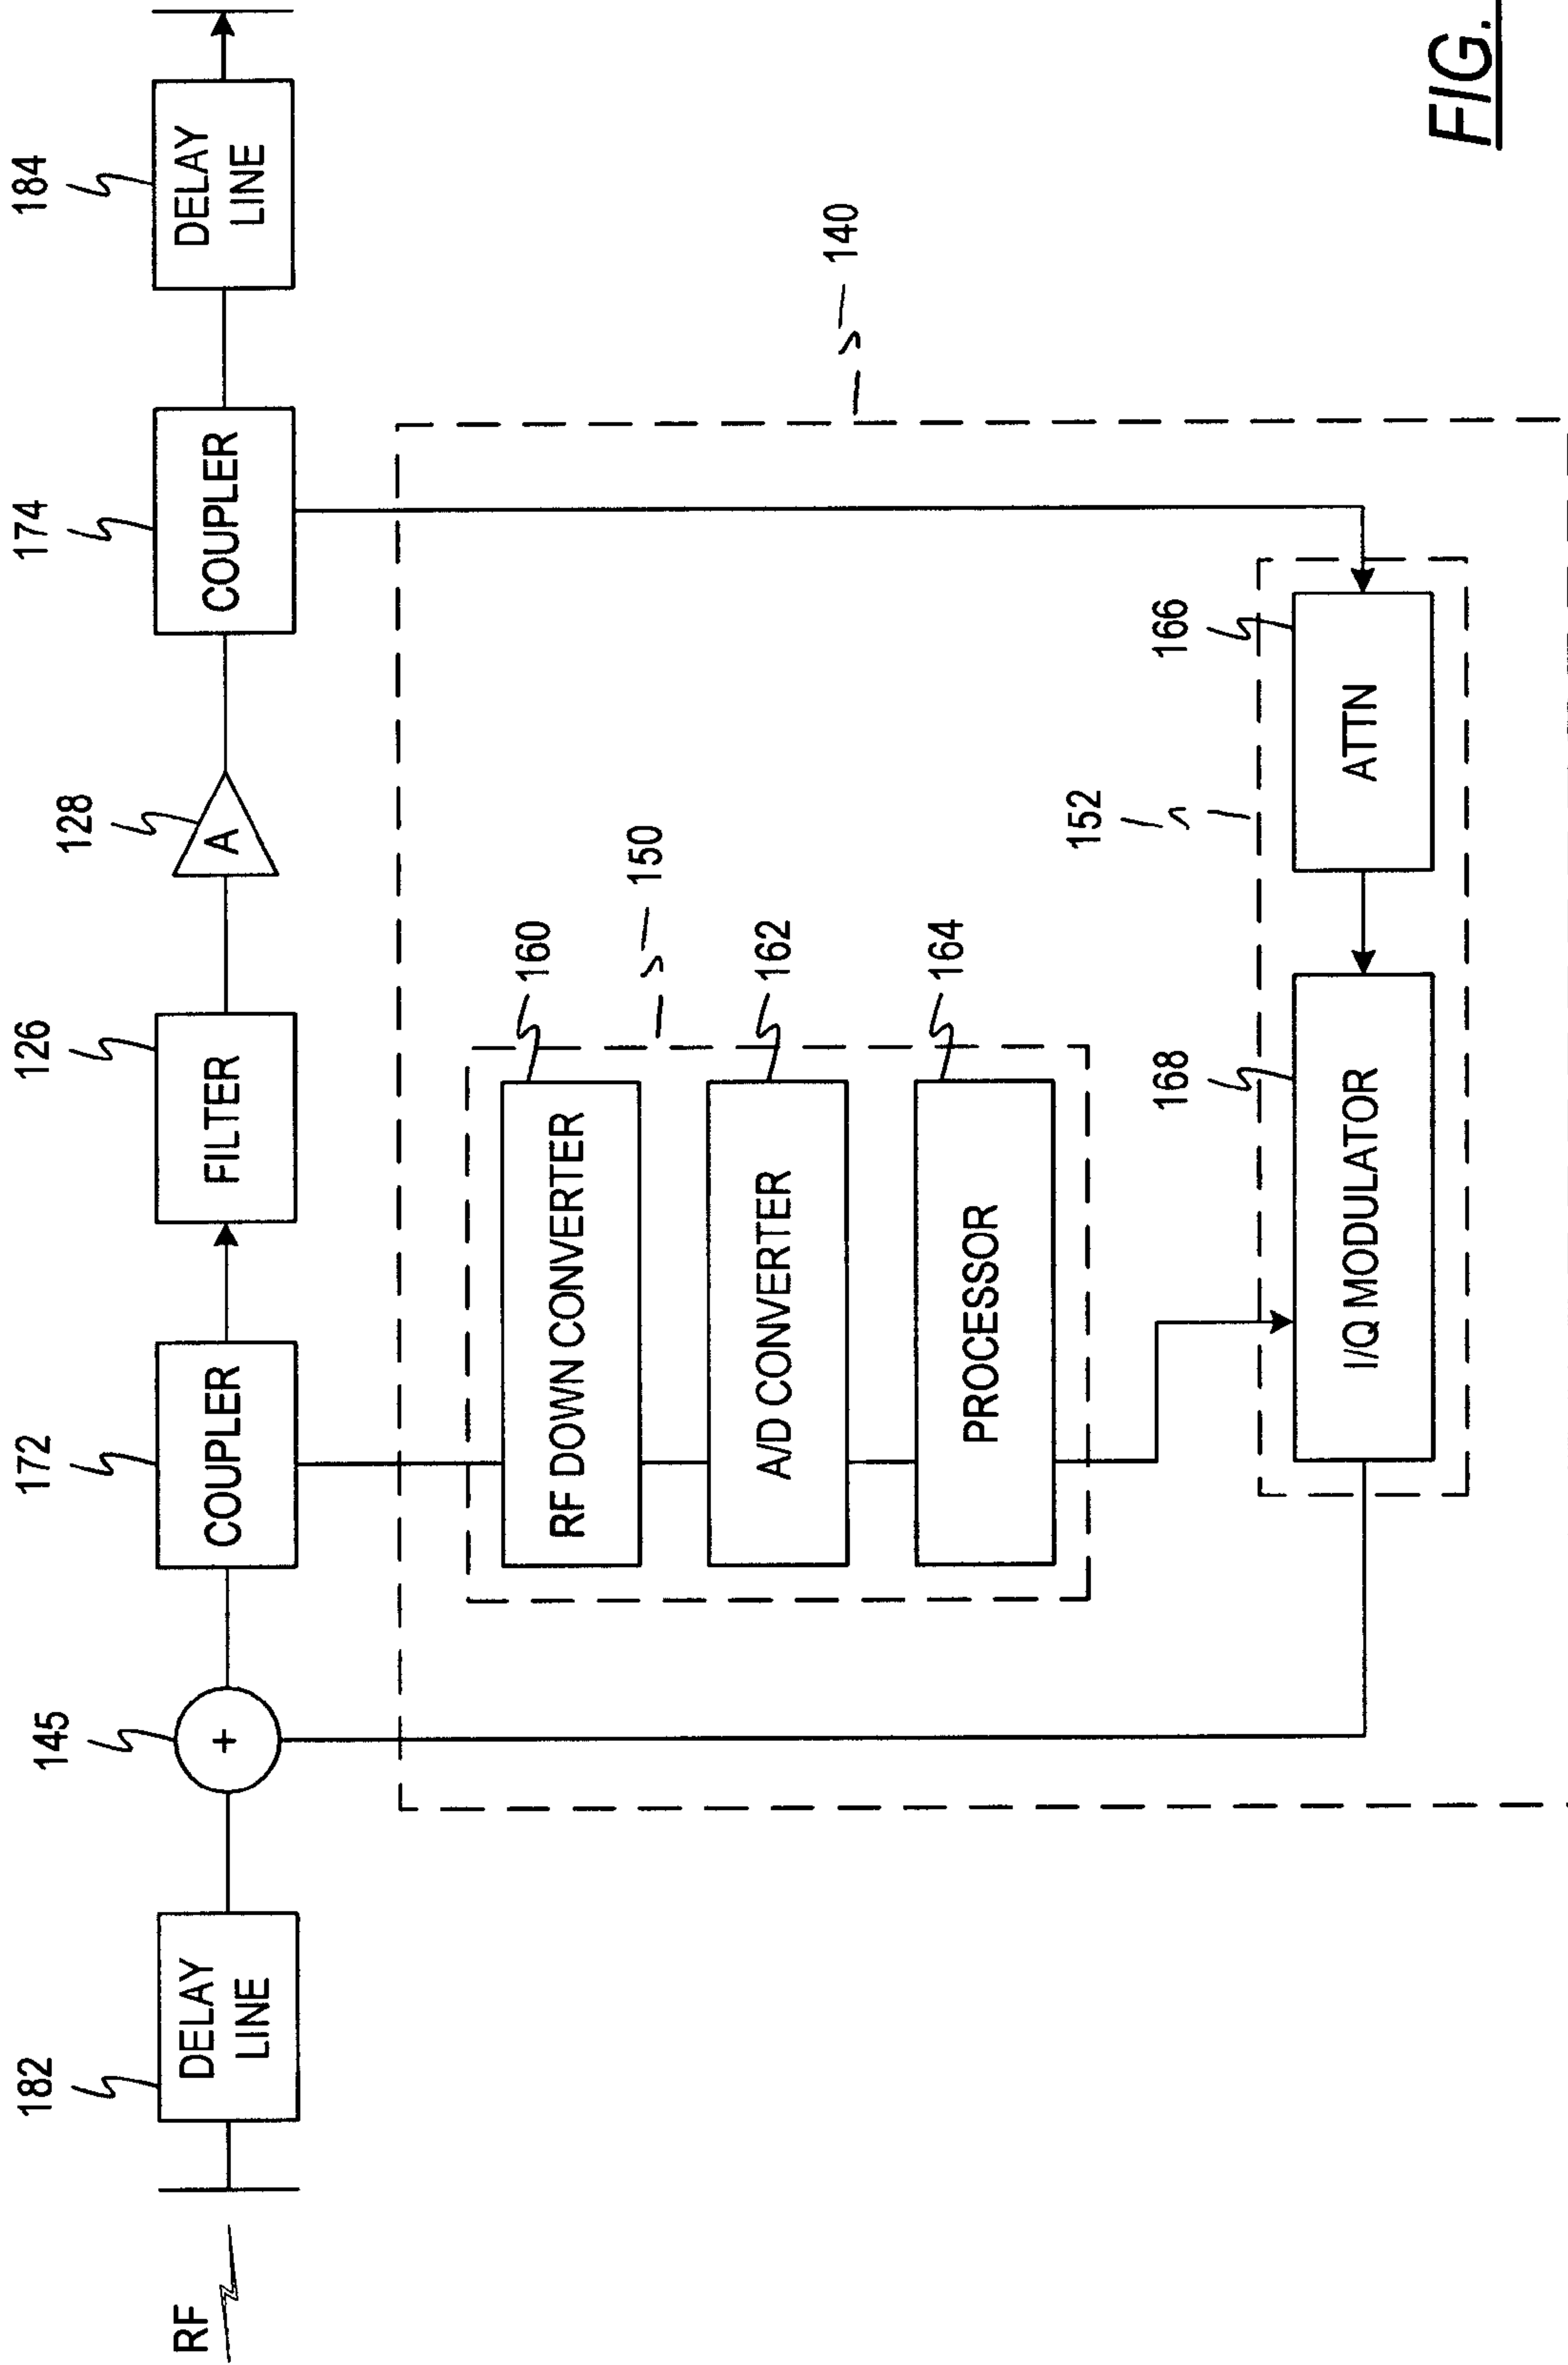 RF
182
DELAY
LINE
145
+
172
COUPLER
126
FILTER
128
A
174
COUPLER
184
DELAY
LINE
140
150
160
RF DOWN CONVERTER
162
A/D CONVERTER
164
PROCESSOR
152
168
I/Q MODULATOR
166
ATTN
FIG.